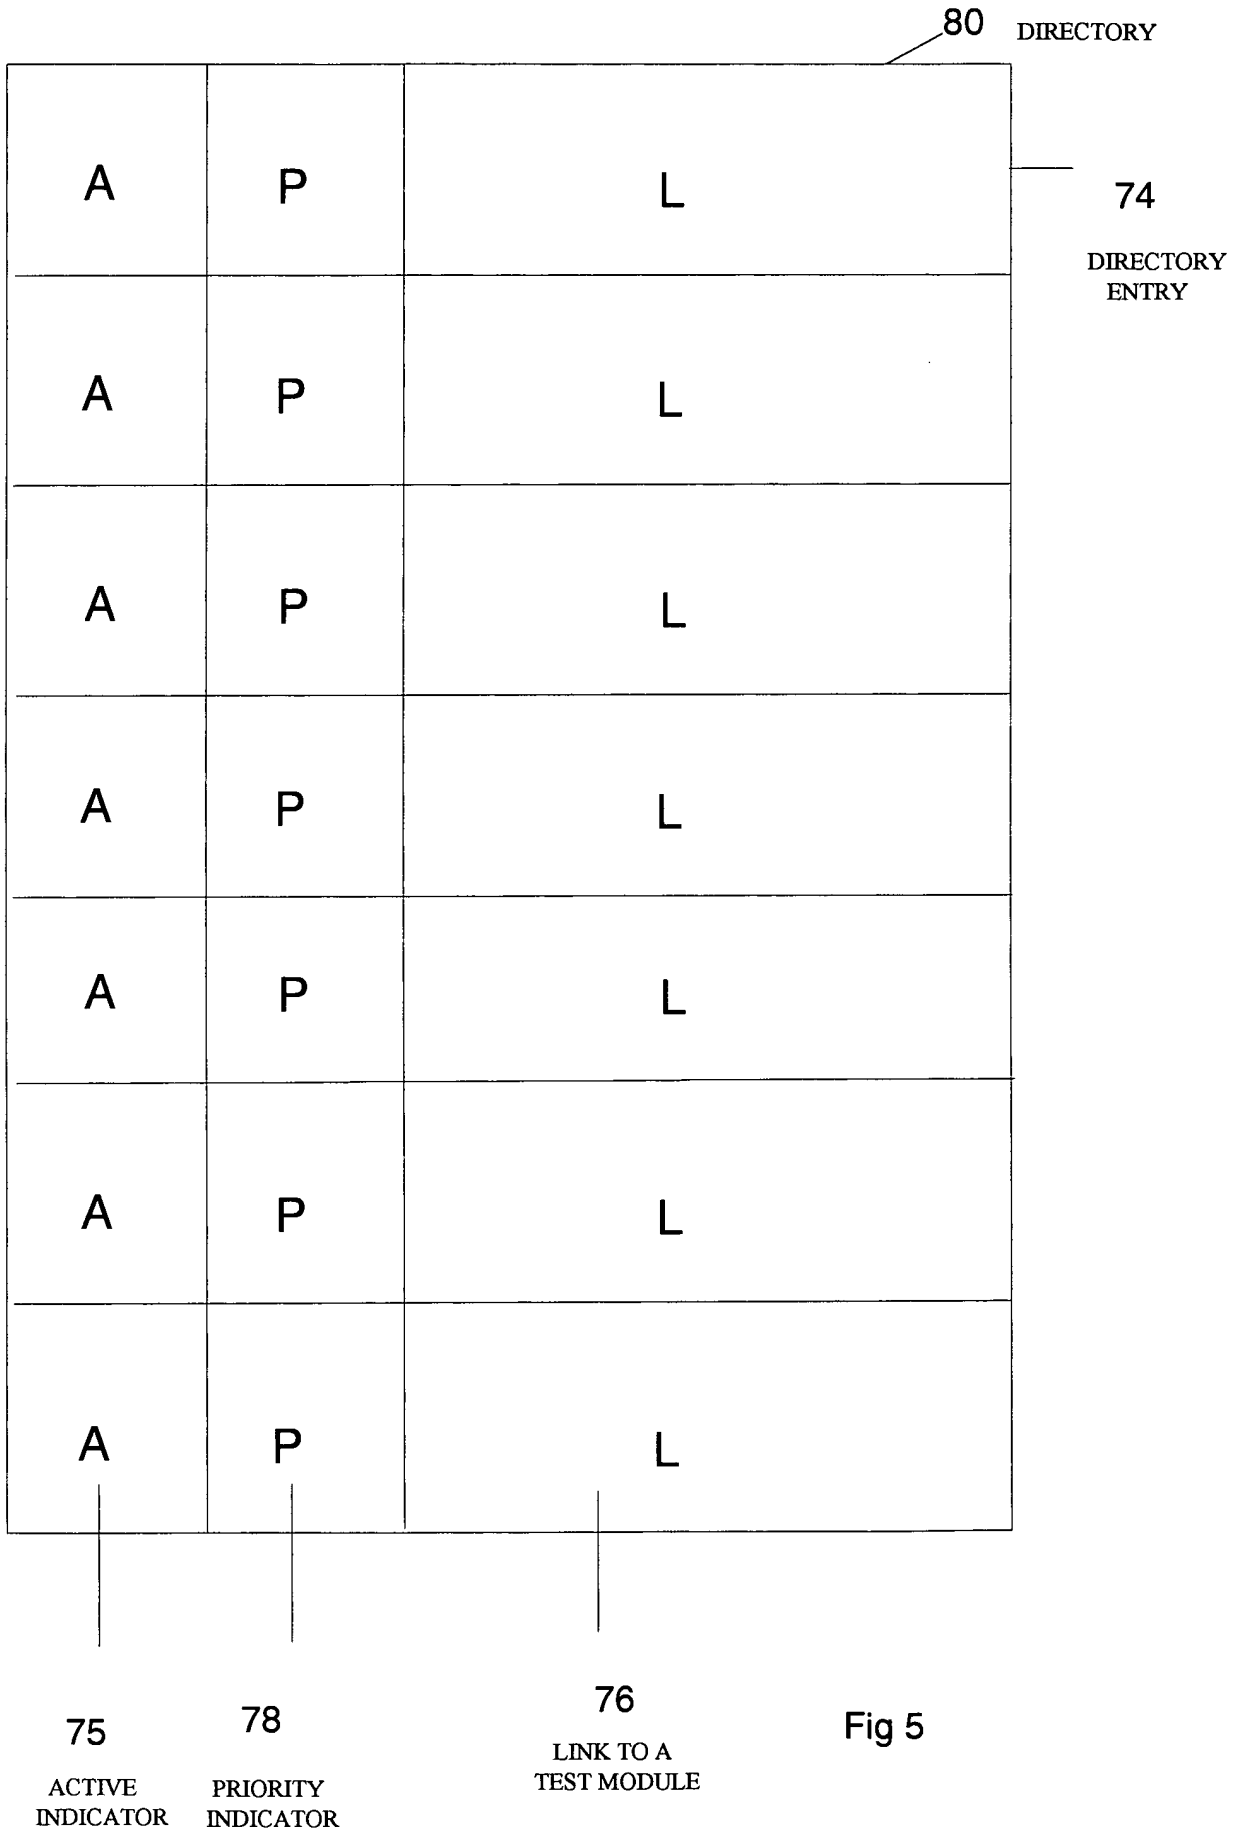 80 DIRECTORY
A P L
74
DIRECTORY
ENTRY
A P L
A P L
A P L
A P L
A P L
A P L
75
ACTIVE
INDICATOR
78
PRIORITY
INDICATOR
76
LINK TO A
TEST MODULE
Fig 5